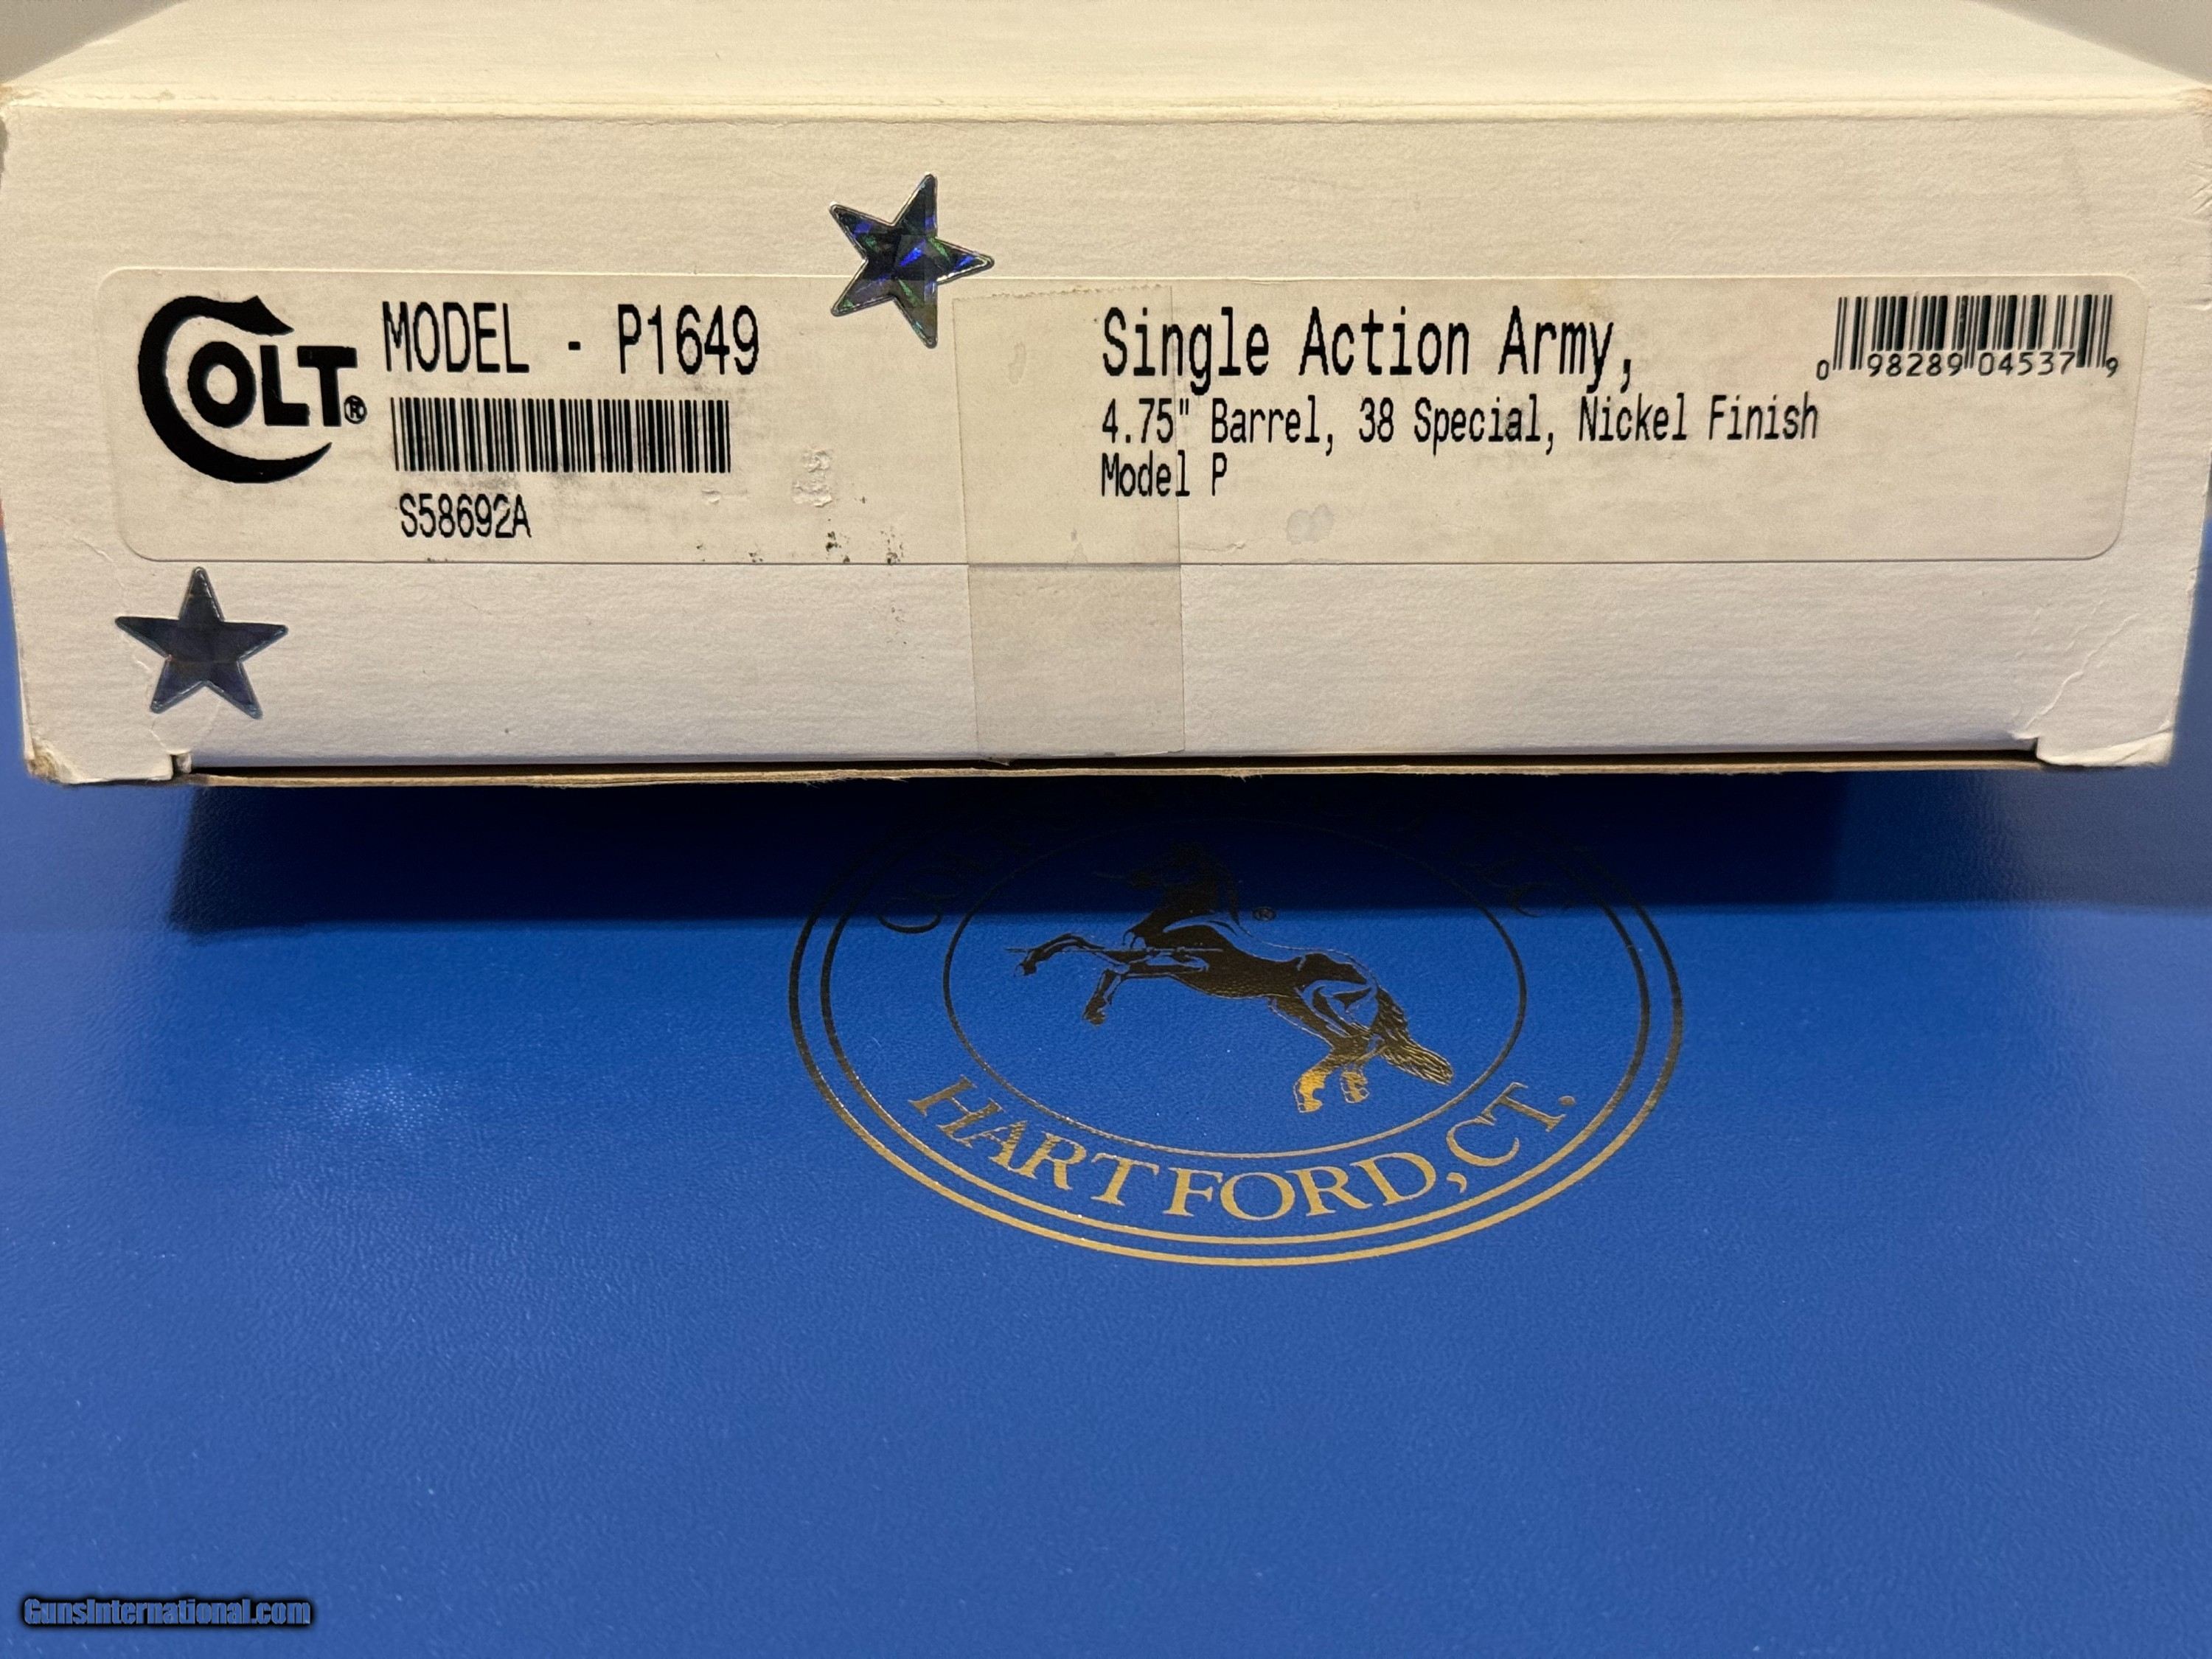 COLT®
MODEL - P1649
S58692A
Single Action Army,
4.75" Barrel, 38 Special, Nickel Finish
Model P
0 98289 04537 9
®
HARTFORD, CT.
GunsInternational.com